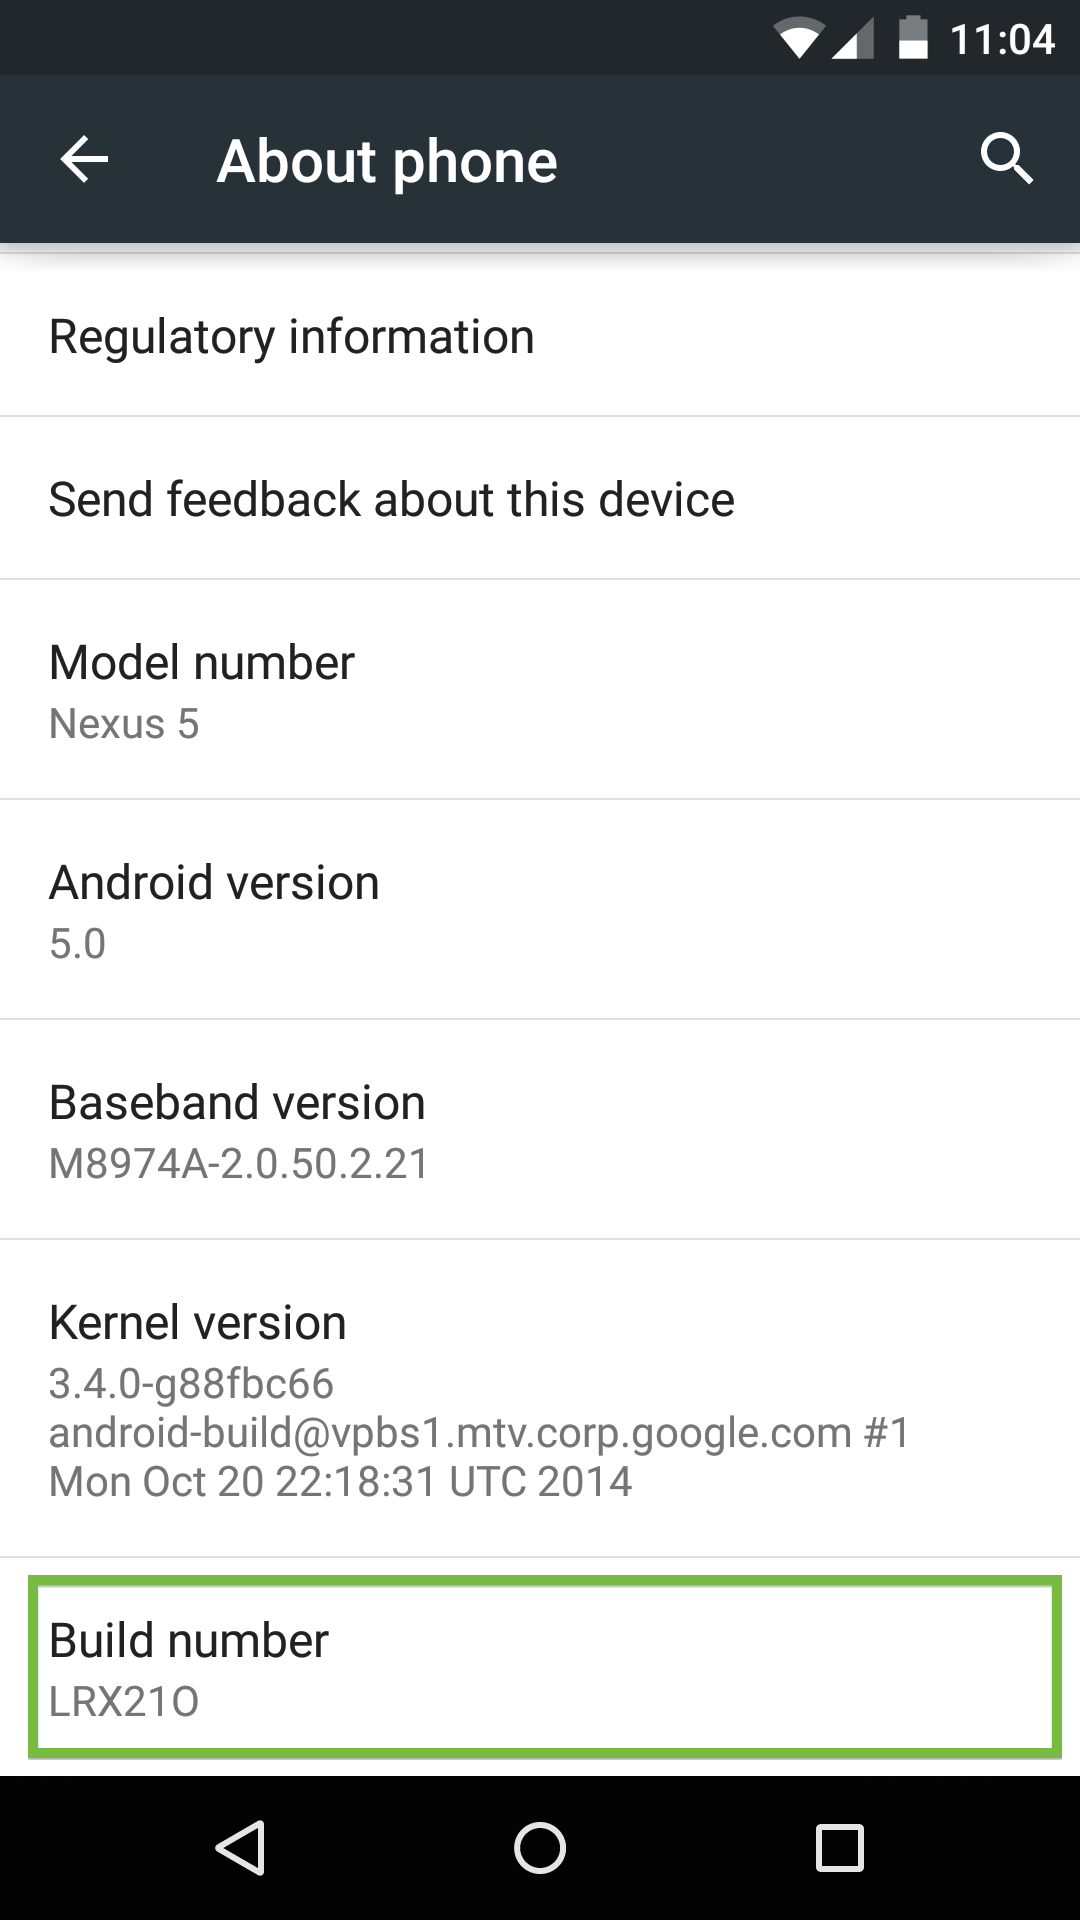 11:04
About phone
Regulatory information
Send feedback about this device
Model number
Nexus 5
Android version
5.0
Baseband version
M8974A-2.0.50.2.21
Kernel version
3.4.0-g88fbc66
android-build@vpbs1.mtv.corp.google.com #1
Mon Oct 20 22:18:31 UTC 2014
Build number
LRX21O